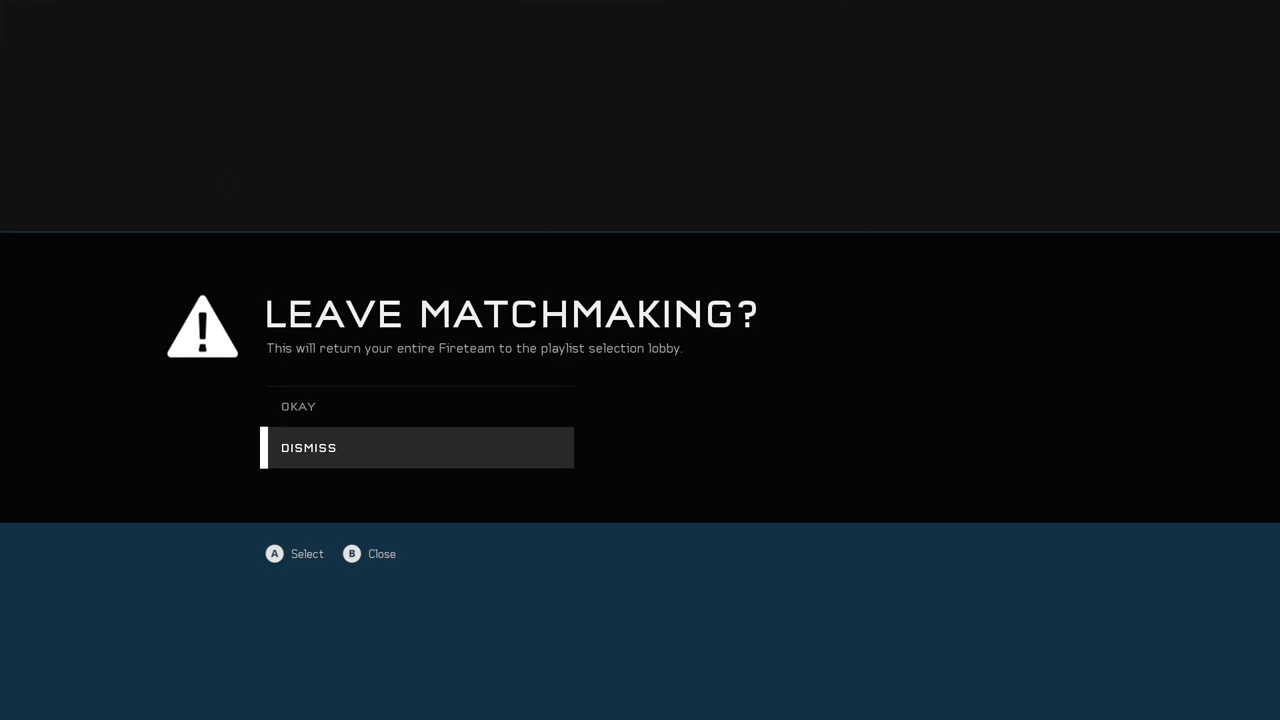 LEAVE MATCHMAKING?
This will return your entire Fireteam to the playlist selection lobby.
OKAY
DISMISS
A Select B Close